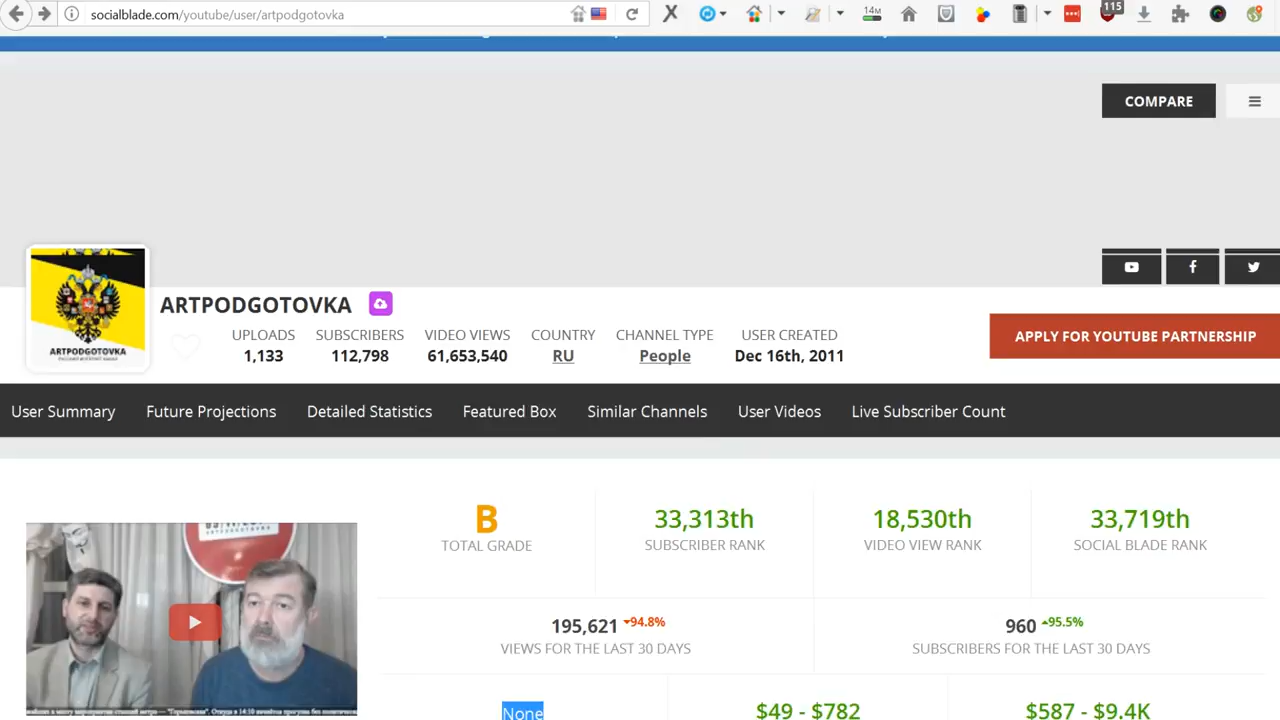 socialblade.com/youtube/user/artpodgotovka
14M
115
COMPARE
ARTPODGOTOVKA
ARTPODGOTOVKA
UPLOADS SUBSCRIBERS VIDEO VIEWS COUNTRY CHANNEL TYPE USER CREATED
1,133 112,798 61,653,540 RU People Dec 16th, 2011
APPLY FOR YOUTUBE PARTNERSHIP
User Summary Future Projections Detailed Statistics Featured Box Similar Channels User Videos Live Subscriber Count
B 33,313th 18,530th 33,719th
TOTAL GRADE SUBSCRIBER RANK VIDEO VIEW RANK SOCIAL BLADE RANK
195,621 94.8% 960 95.5%
VIEWS FOR THE LAST 30 DAYS SUBSCRIBERS FOR THE LAST 30 DAYS
None $49 - $782 $587 - $9.4K